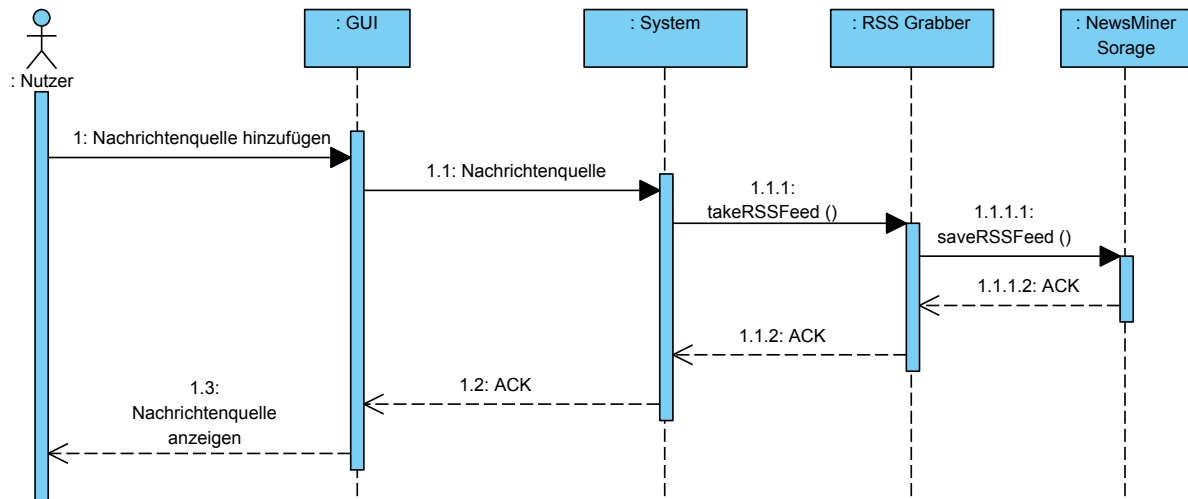 : GUI
: System
: RSS Grabber
: NewsMiner
Sorage
: Nutzer
1: Nachrichtenquelle hinzufügen
1.1: Nachrichtenquelle
1.1.1:
takeRSSFeed ()
1.1.1.1:
saveRSSFeed ()
1.1.1.2: ACK
1.1.2: ACK
1.2: ACK
1.3:
Nachrichtenquelle
anzeigen